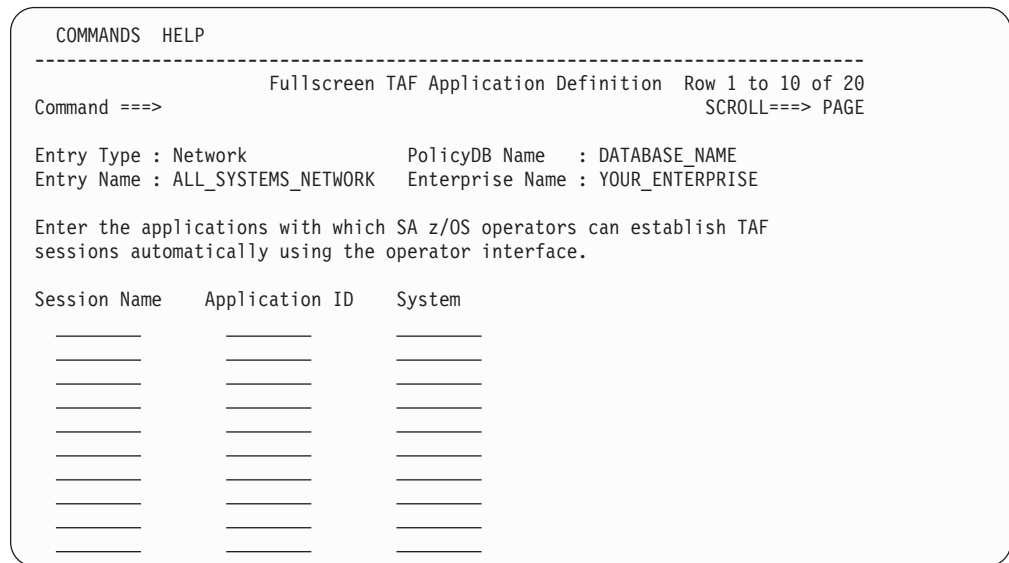 COMMANDS HELP
-------------------------------------------------------------------------------
Fullscreen TAF Application Definition Row 1 to 10 of 20
Command ===> SCROLL===> PAGE
Entry Type : Network PolicyDB Name : DATABASE_NAME
Entry Name : ALL_SYSTEMS_NETWORK Enterprise Name : YOUR_ENTERPRISE
Enter the applications with which SA z/OS operators can establish TAF
sessions automatically using the operator interface.
Session Name Application ID System